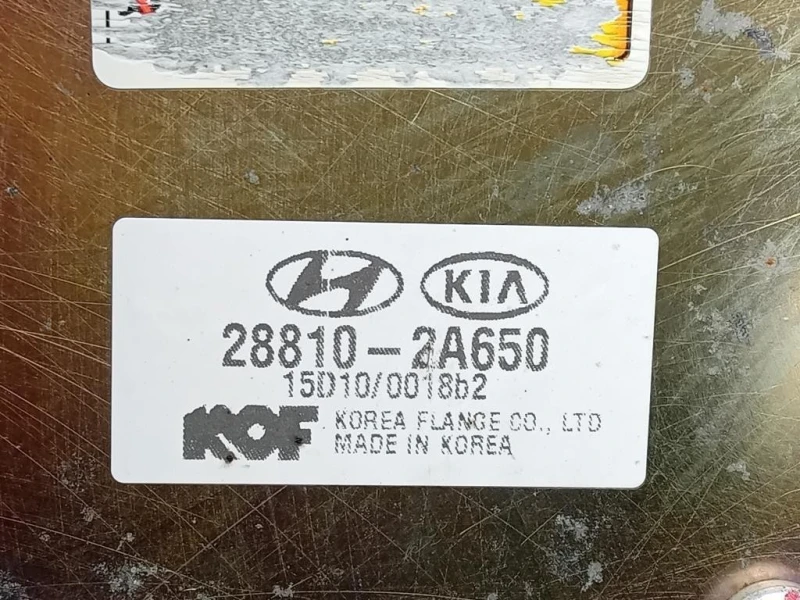 KIA
28810-2A650
15D10/0018b2
KOF KOREA FLANGE CO., LTD
MADE IN KOREA